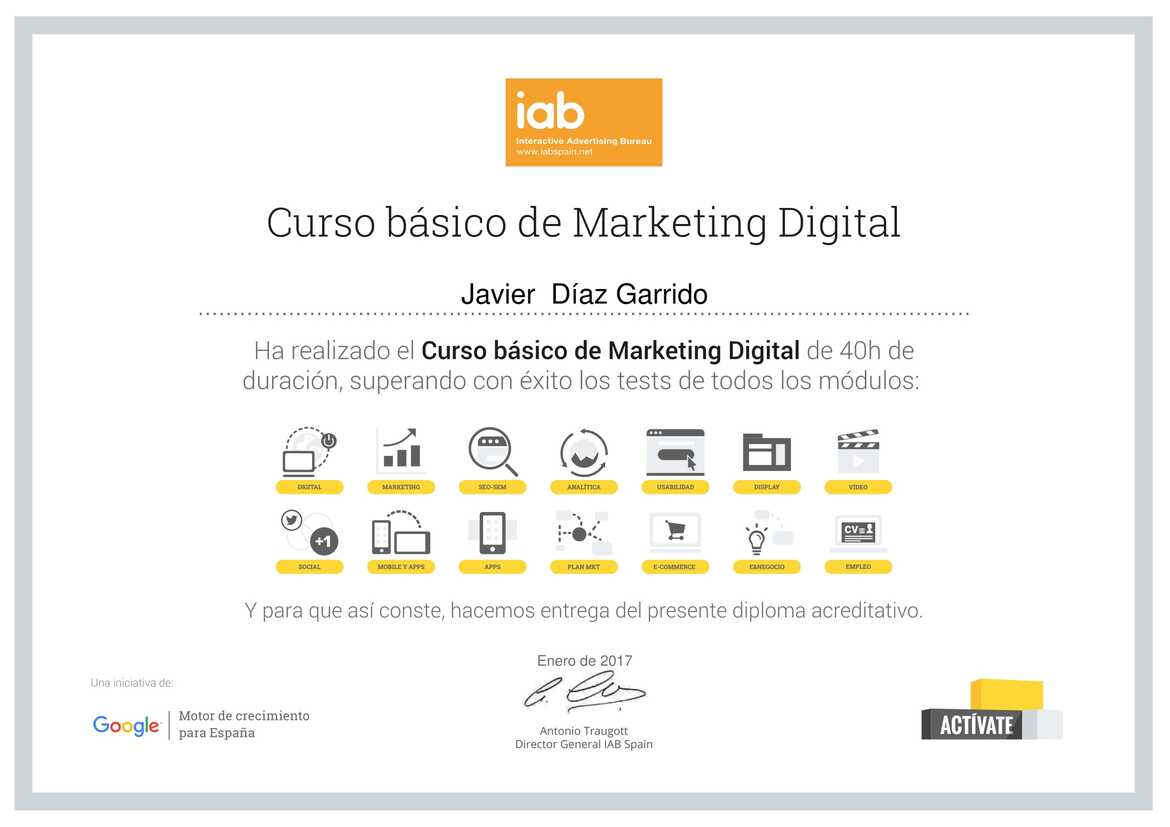 iab
Interactive Advertising Bureau
www.iabspain.net
Curso básico de Marketing Digital
Javier Díaz Garrido
Ha realizado el Curso básico de Marketing Digital de 40h de
duración, superando con éxito los tests de todos los módulos:
DIGITAL MARKETING SEO-SEM ANALÍTICA USABILIDAD DISPLAY VÍDEO
+1 CV
SOCIAL MOBILE Y APPS APPS PLAN MKT E-COMMERCE E&NEGOCIO EMPLEO
Y para que así conste, hacemos entrega del presente diploma acreditativo.
Enero de 2017
Una iniciativa de:
Google
Motor de crecimiento
para España
Antonio Traugott
Director General IAB Spain
ACTÍVATE